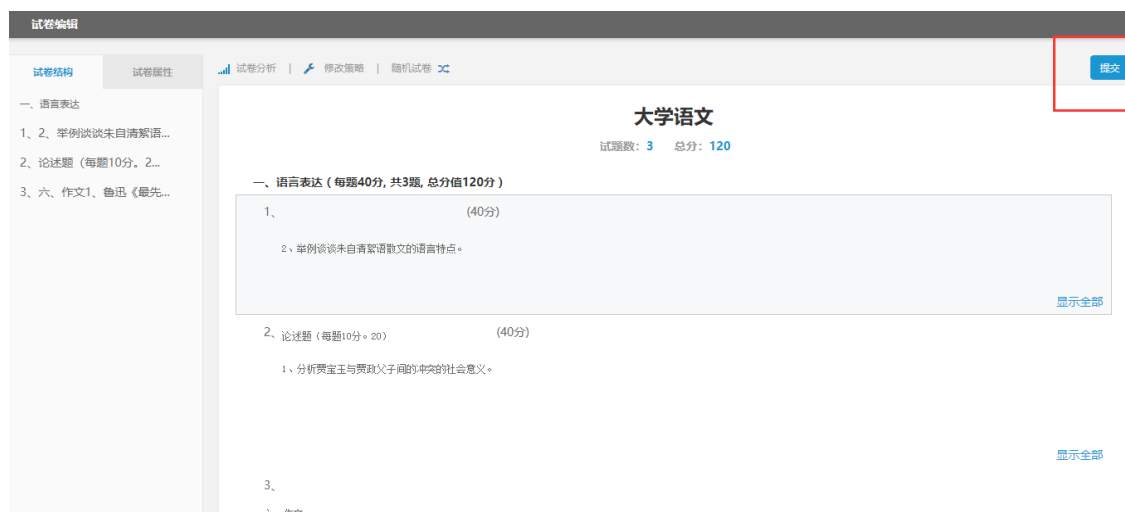 试卷编辑
试卷结构 试卷属性
试卷分析 | 修改策略 | 随机试卷
提交
一、语言表达
1、2、举例谈谈朱自清絮语...
2、论述题（每题10分。2...
3、六、作文1、鲁迅《最先...
大学语文
试题数：3 总分：120
一、语言表达 ( 每题40分, 共3题, 总分值120分 )
1、 (40分)
2、举例谈谈朱自清絮语散文的语言特点。
显示全部
2、论述题（每题10分。20） (40分)
1、分析贾宝玉与贾政父子间的冲突的社会意义。
显示全部
3、